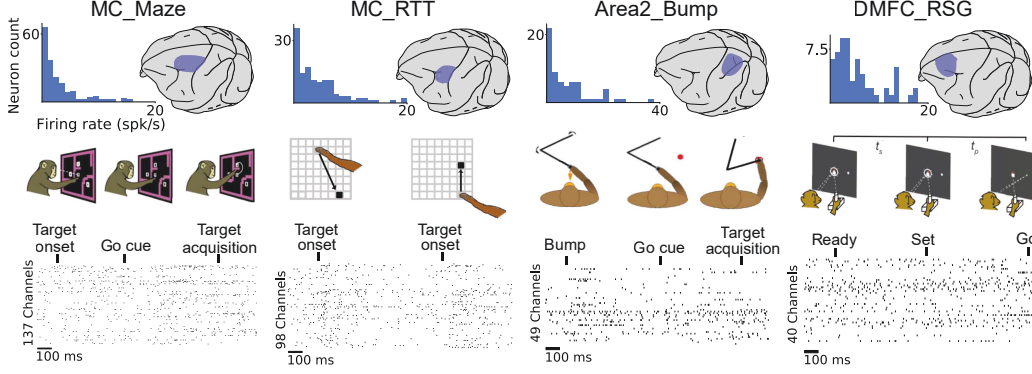 MC_Maze
60
Neuron count
20
Firing rate (spk/s)
Target
onset
Go cue
Target
acquisition
137 Channels
100 ms
MC_RTT
30
20
Target
onset
Target
onset
98 Channels
100 ms
Area2_Bump
20
40
Bump
Go cue
Target
acquisition
49 Channels
100 ms
DMFC_RSG
7.5
20
ts
tp
Ready
Set
Go
40 Channels
100 ms